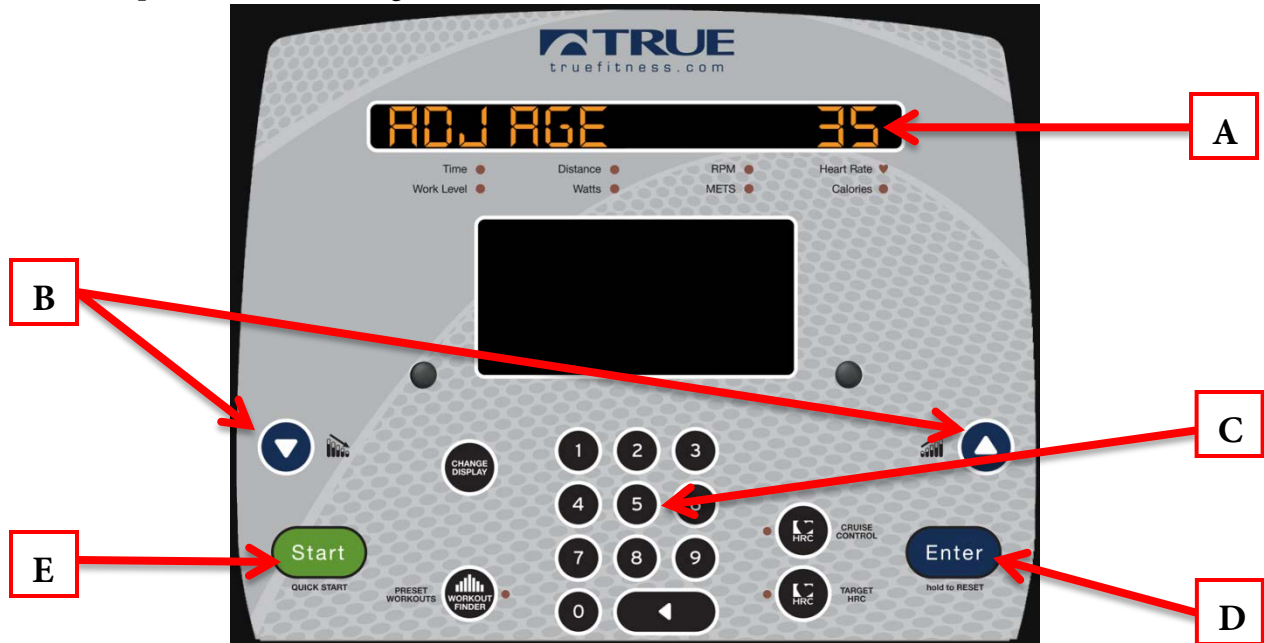 TRUE
truefitness.com
ADJ AGE 35
A
Time Distance RPM Heart Rate
Work Level Watts METS Calories
B
C
CHANGE
DISPLAY
1 2 3
4 5 6
7 8 9
0
Start
QUICK START
E
PRESET
WORKOUTS
WORKOUT
FINDER
HRC
CRUISE
CONTROL
HRC
TARGET
HRC
Enter
hold to RESET
D